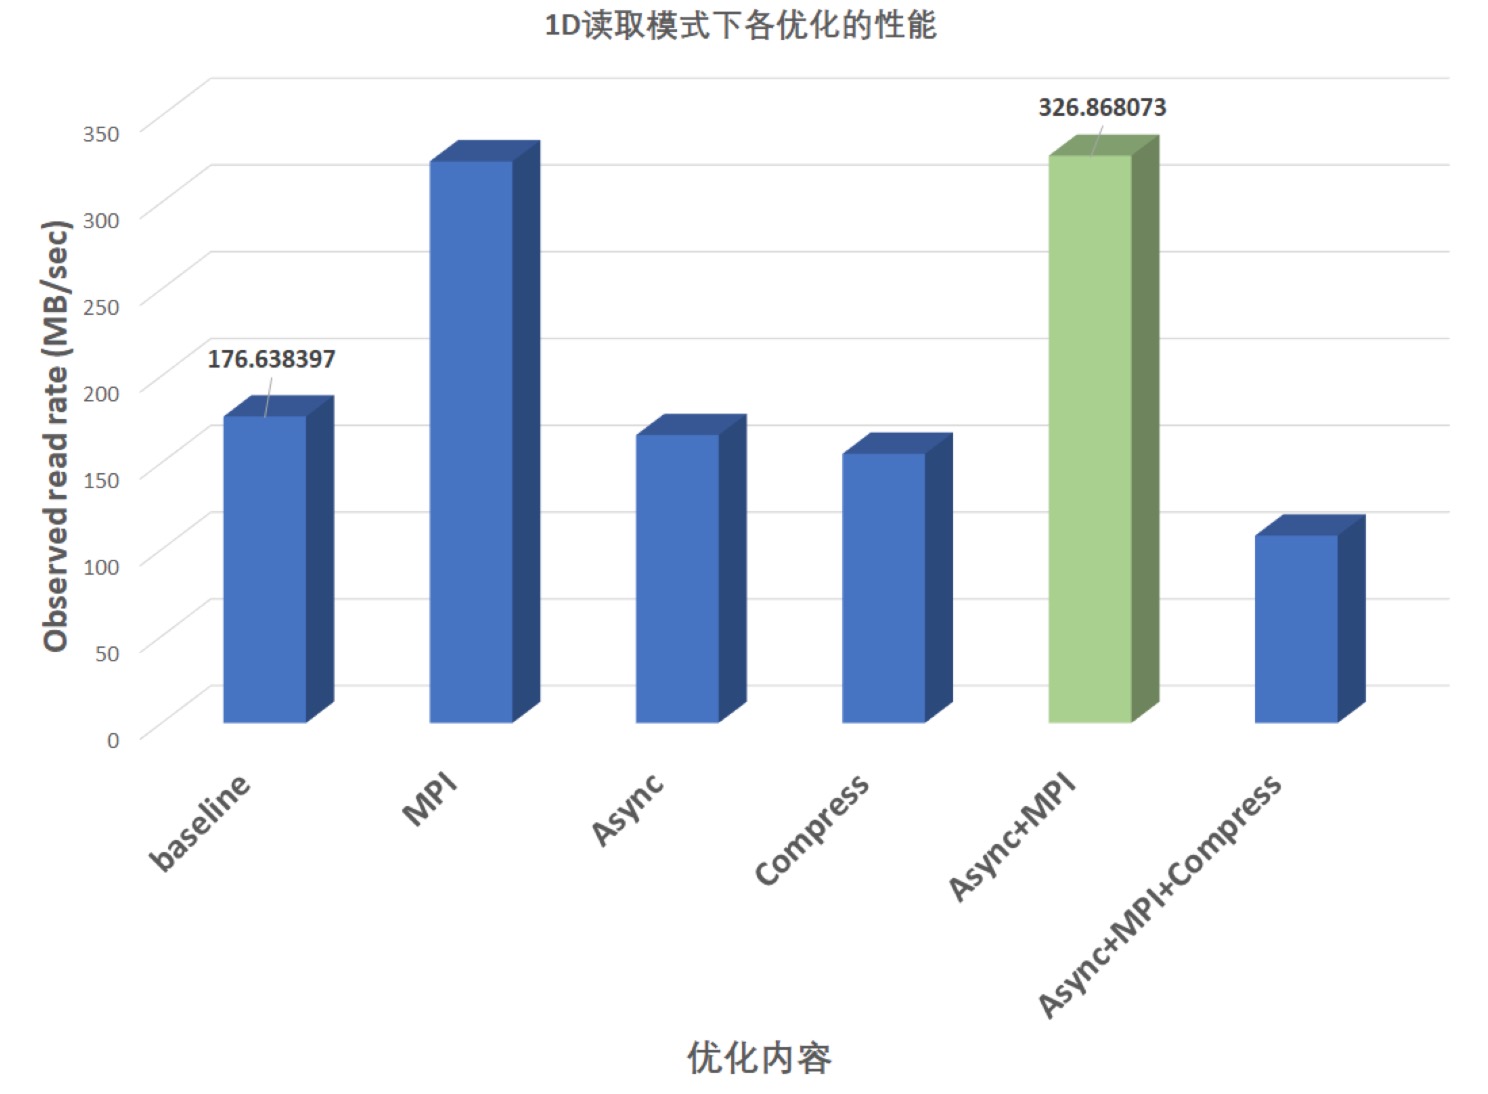 1D读取模式下各优化的性能
326.868073
176.638397
350
300
250
200
150
100
50
0
Observed read rate (MB/sec)
baseline
MPI
Async
Compress
Async+MPI
Async+MPI+Compress
优化内容